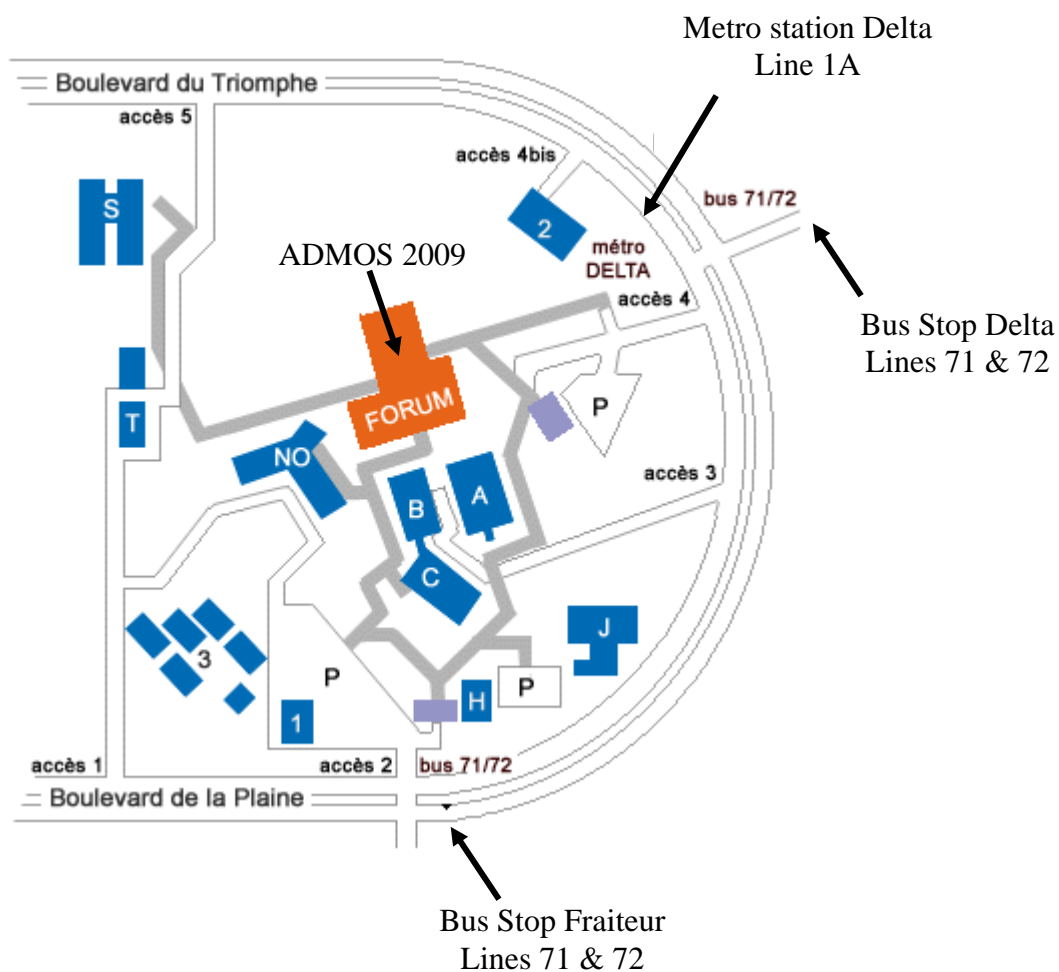 Metro station Delta
Line 1A
Boulevard du Triomphe
accès 5
accès 4bis
S
bus 71/72
2
ADMOS 2009
métro
DELTA
accès 4
Bus Stop Delta
Lines 71 & 72
FORUM
P
T
NO
accès 3
A
B
C
J
3
P
P
H
1
accès 1
accès 2
bus 71/72
Boulevard de la Plaine
Bus Stop Fraiteur
Lines 71 & 72